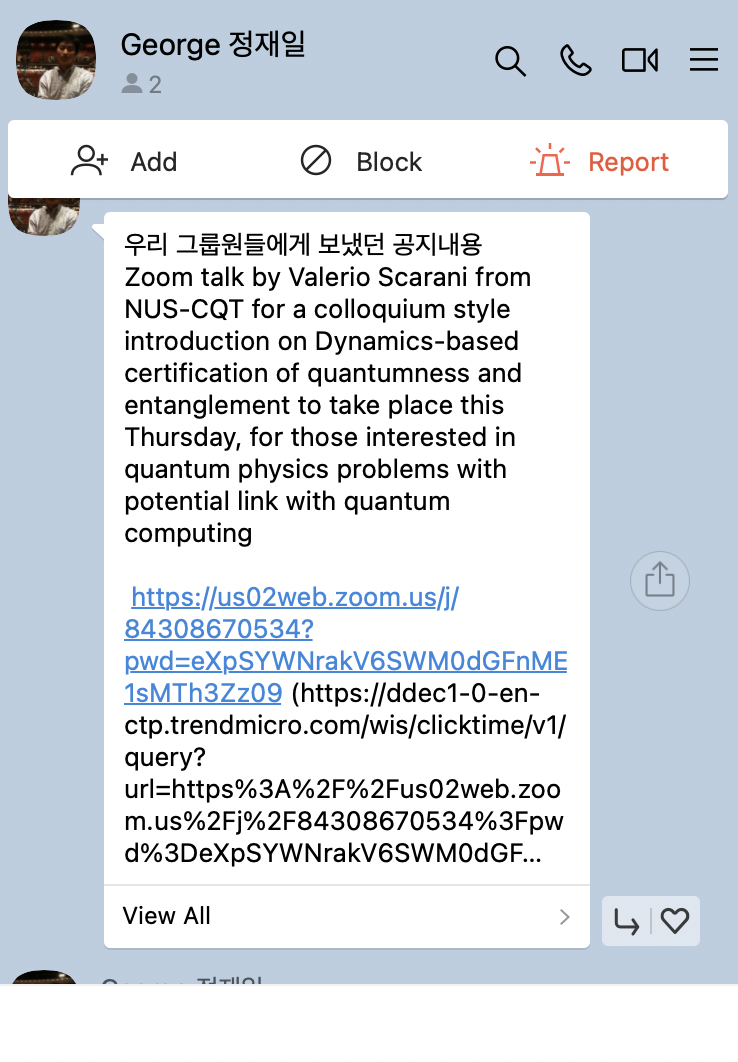 George 정재일
2
Add
Block
Report
우리 그룹원들에게 보냈던 공지내용
Zoom talk by Valerio Scarani from
NUS-CQT for a colloquium style
introduction on Dynamics-based
certification of quantumness and
entanglement to take place this
Thursday, for those interested in
quantum physics problems with
potential link with quantum
computing
https://us02web.zoom.us/j/
84308670534?
pwd=eXpSYWNrakV6SWM0dGFnME
1sMTh3Zz09 (https://ddec1-0-en-
ctp.trendmicro.com/wis/clicktime/v1/
query?
url=https%3A%2F%2Fus02web.zoo
m.us%2Fj%2F84308670534%3Fpw
d%3DeXpSYWNrakV6SWM0dGF...
View All